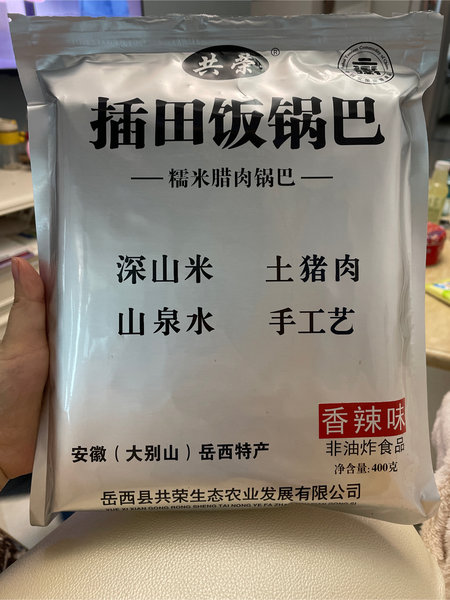 共荣®
插田饭锅巴
糯米腊肉锅巴
深山米 土猪肉
山泉水 手工艺
香辣味
非油炸食品
净含量:400克
安徽（大别山）岳西特产
岳西县共荣生态农业发展有限公司